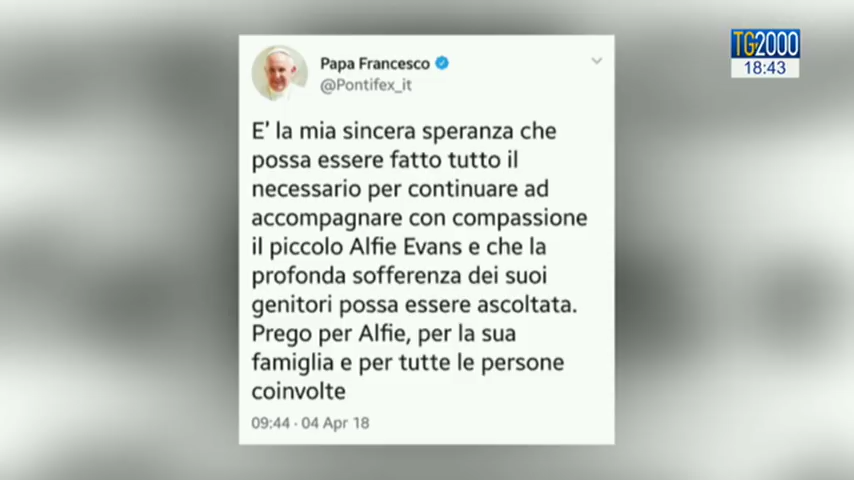 TG2000
18:43
Papa Francesco
@Pontifex_it
E' la mia sincera speranza che
possa essere fatto tutto il
necessario per continuare ad
accompagnare con compassione
il piccolo Alfie Evans e che la
profonda sofferenza dei suoi
genitori possa essere ascoltata.
Prego per Alfie, per la sua
famiglia e per tutte le persone
coinvolte
09:44 · 04 Apr 18